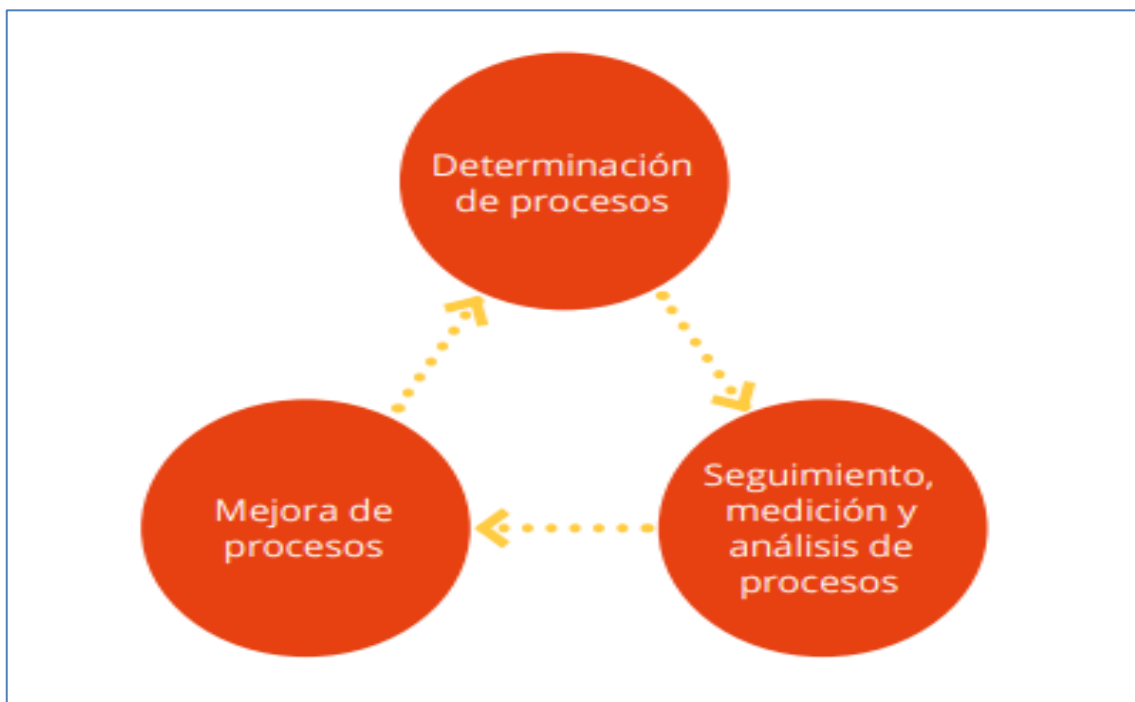 Determinación
de procesos
Seguimiento,
medición y
análisis de
procesos
Mejora de
procesos